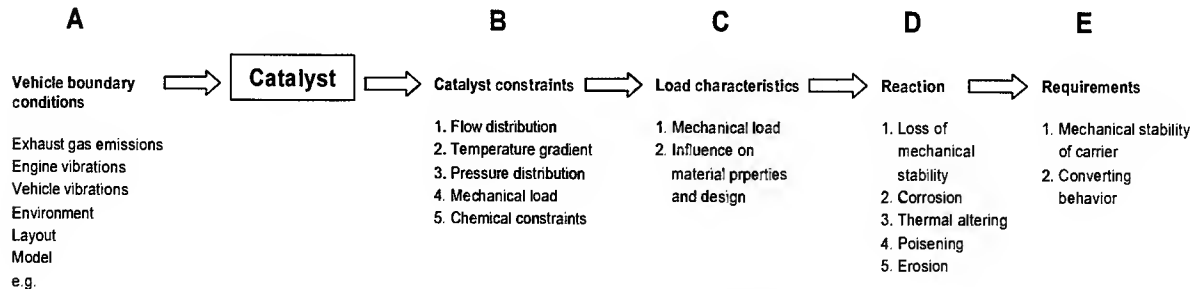 A
B
C
D
E
Vehicle boundary
conditions
Catalyst
Catalyst constraints
Load characteristics
Reaction
Requirements
Exhaust gas emissions
Engine vibrations
Vehicle vibrations
Environment
Layout
Model
e.g.
1. Flow distribution
2. Temperature gradient
3. Pressure distribution
4. Mechanical load
5. Chemical constraints
1. Mechanical load
2. Influence on
material prperties
and design
1. Loss of
mechanical
stability
2. Corrosion
3. Thermal altering
4. Poisening
5. Erosion
1. Mechanical stability
of carrier
2. Converting
behavior